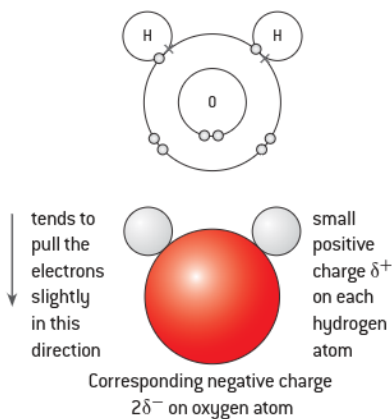 H
H
O
tends to
pull the
electrons
slightly
in this
direction
small
positive
charge δ⁺
on each
hydrogen
atom
Corresponding negative charge
2δ⁻ on oxygen atom